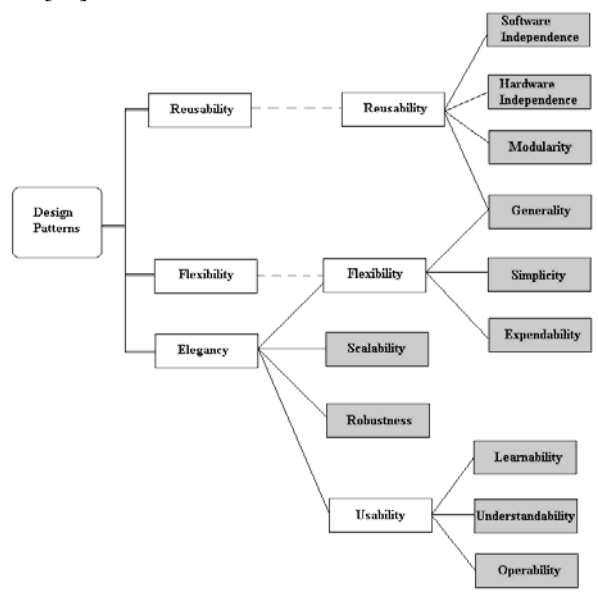 Software
Independence
Hardware
Independence
Reusability
Reusability
Modularity
Design
Patterns
Generality
Flexibility
Flexibility
Simplicity
Elegancy
Scalability
Expendability
Robustness
Learnability
Usability
Understandability
Operability